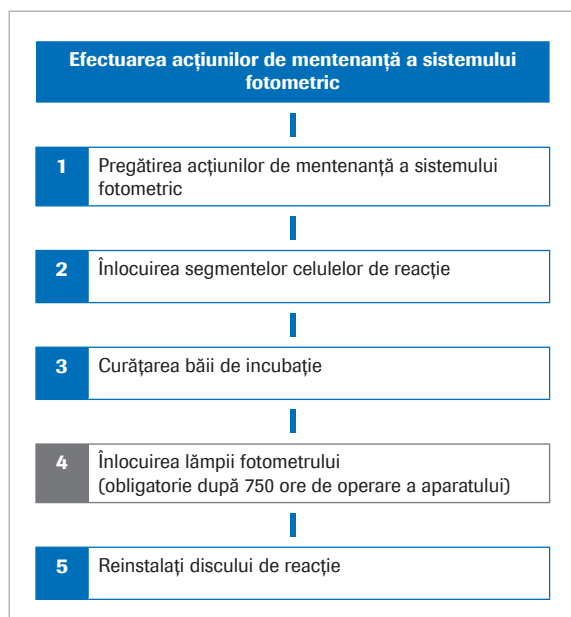 Efectuarea acțiunilor de mentenanță a sistemului
fotometric
1 Pregătirea acțiunilor de mentenanță a sistemului
fotometric
2 Înlocuirea segmentelor celulelor de reacție
3 Curățarea băii de incubație
4 Înlocuirea lămpii fotometrului
(obligatorie după 750 ore de operare a aparatului)
5 Reinstalați discului de reacție